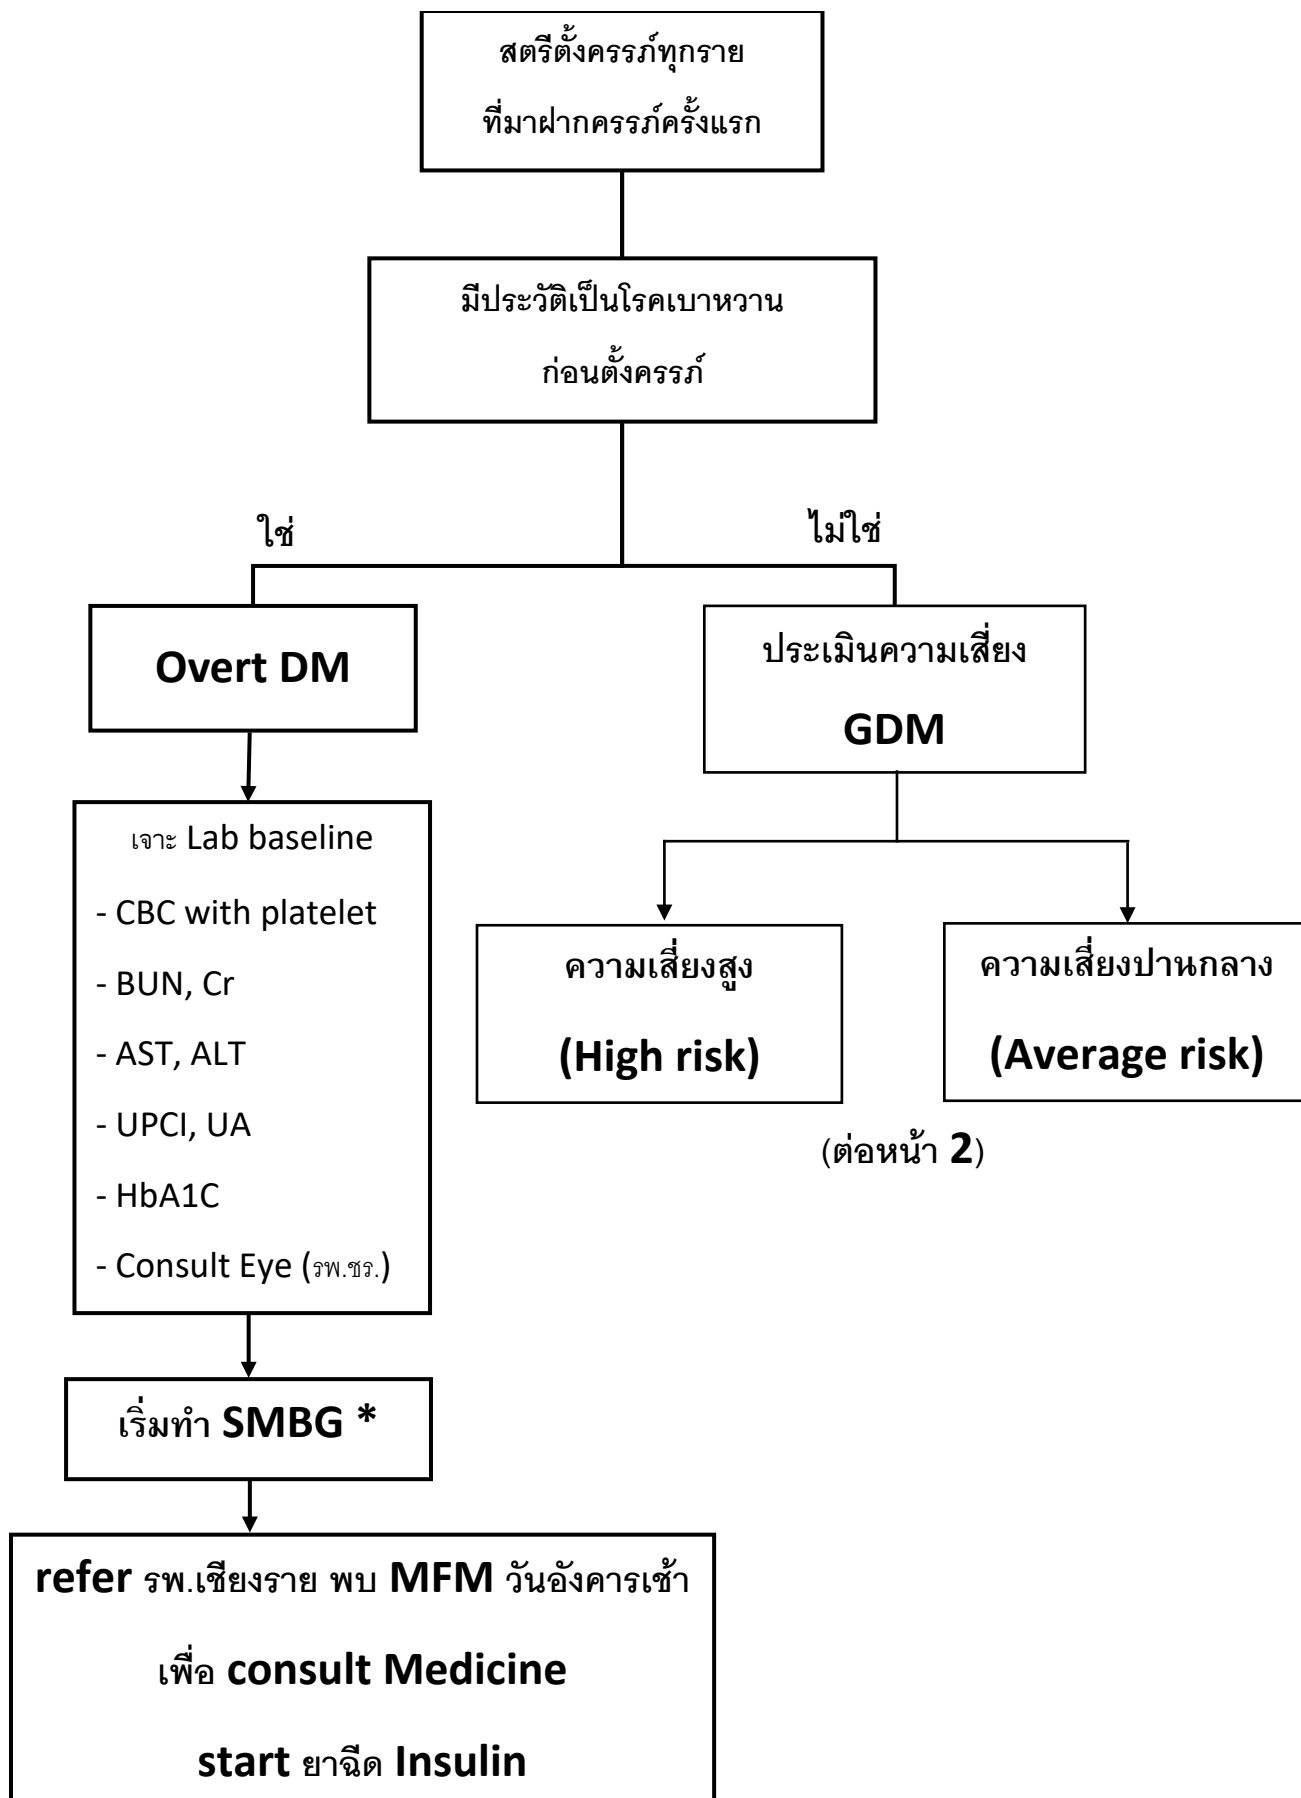 สตรีตั้งครรภ์ทุกราย
ที่มาฝากครรภ์ครั้งแรก
มีประวัติเป็นโรคเบาหวาน
ก่อนตั้งครรภ์
ใช่
ไม่ใช่
Overt DM
ประเมินความเสี่ยง
GDM
เจาะ Lab baseline
- CBC with platelet
- BUN, Cr
- AST, ALT
- UPCI, UA
- HbA1C
- Consult Eye (รพ.ชร.)
ความเสี่ยงสูง
(High risk)
ความเสี่ยงปานกลาง
(Average risk)
(ต่อหน้า 2)
เริ่มทำ SMBG *
refer รพ.เชียงราย พบ MFM วันอังคารเช้า
เพื่อ consult Medicine
start ยาฉีด Insulin